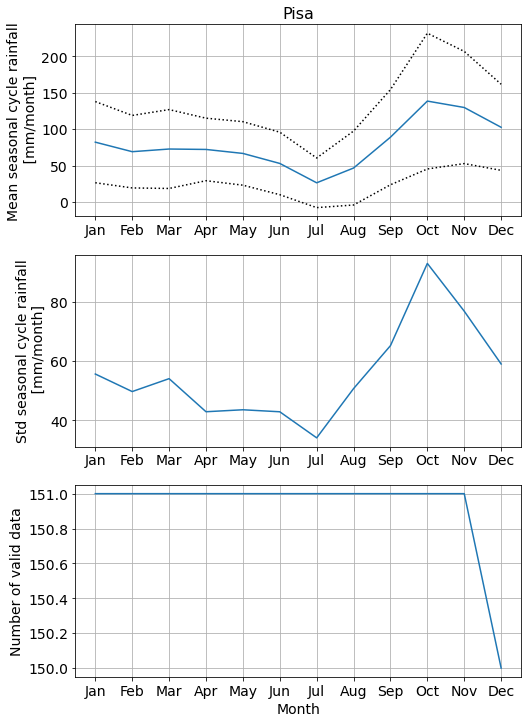 Pisa
Mean seasonal cycle rainfall
[mm/month]
200
150
100
50
0
Jan Feb Mar Apr May Jun Jul Aug Sep Oct Nov Dec
Std seasonal cycle rainfall
[mm/month]
80
60
40
Jan Feb Mar Apr May Jun Jul Aug Sep Oct Nov Dec
Number of valid data
151.0
150.8
150.6
150.4
150.2
150.0
Jan Feb Mar Apr May Jun Jul Aug Sep Oct Nov Dec
Month